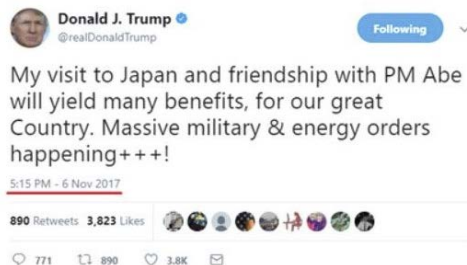 Donald J. Trump
@realDonaldTrump
Following
My visit to Japan and friendship with PM Abe
will yield many benefits, for our great
Country. Massive military & energy orders
happening+++!
5:15 PM - 6 Nov 2017
890 Retweets 3,823 Likes
771 890 3.8K